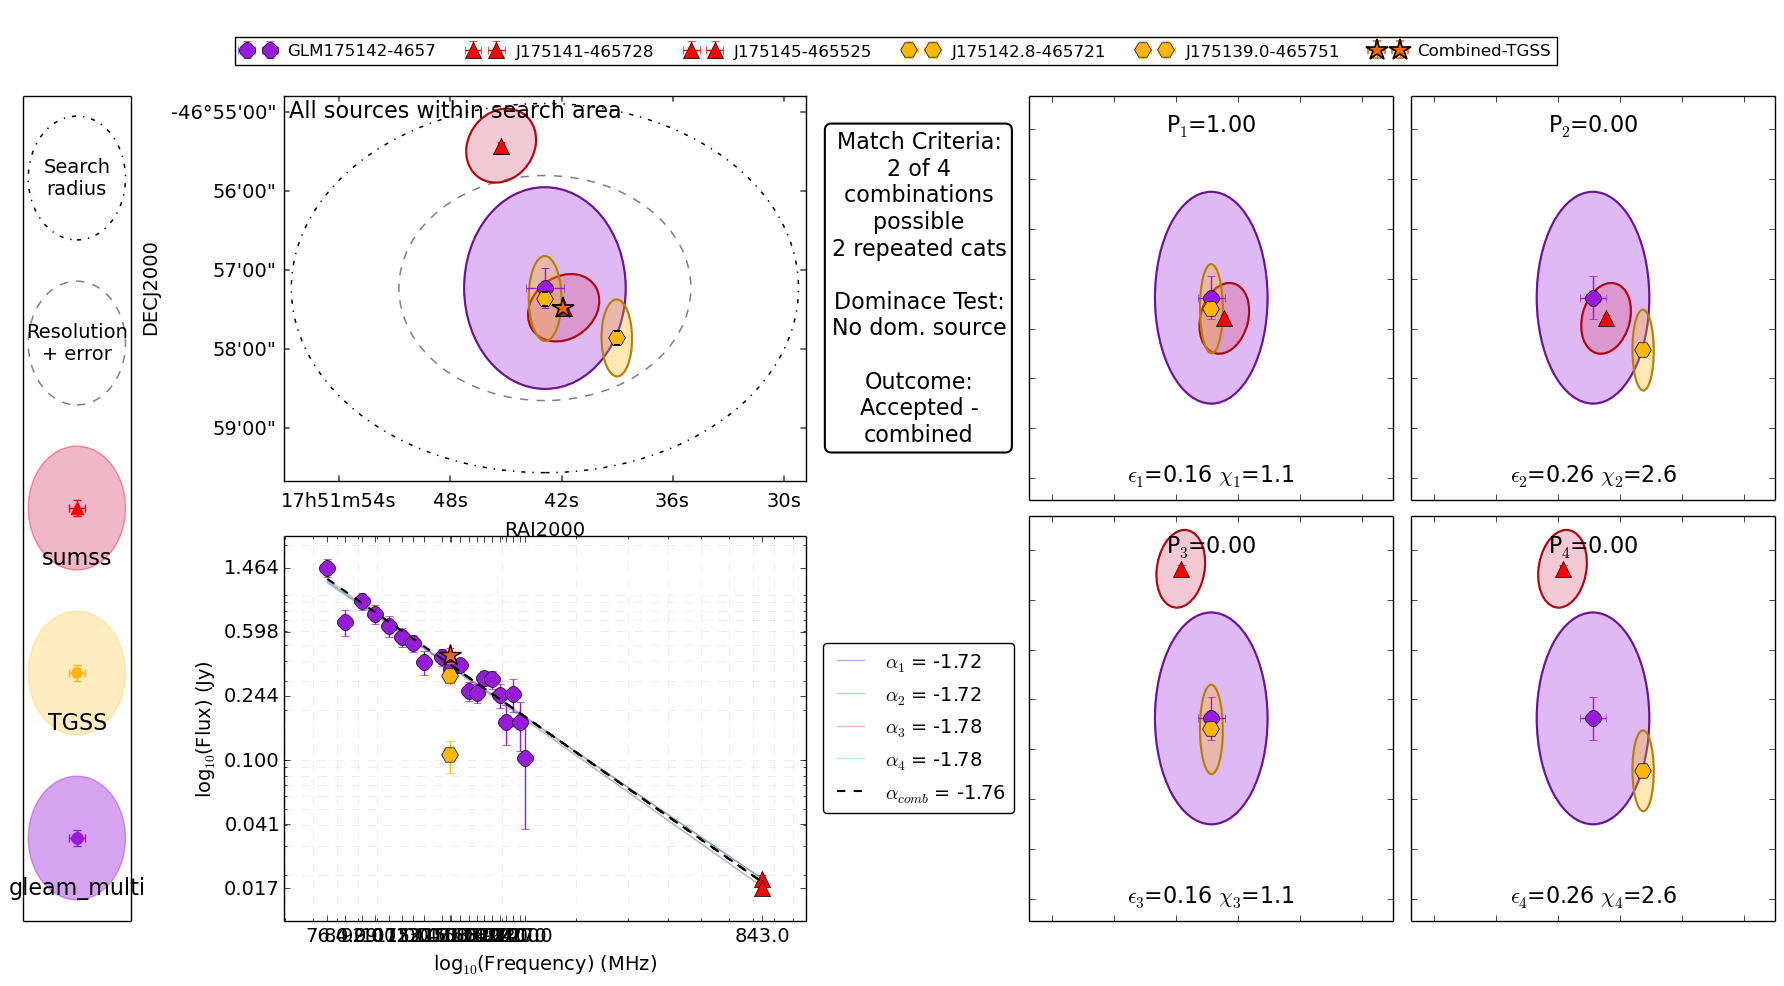 GLM175142-4657 J175141-465728 J175145-465525 J175142.8-465721 J175139.0-465751 Combined-TGSS
Search
radius
Resolution
+ error
sumss
TGSS
gleam_multi
All sources within search area
DECJ2000
-46°55'00"
56'00"
57'00"
58'00"
59'00"
17h51m54s 48s 42s 36s 30s
RAJ2000
Match Criteria:
2 of 4
combinations
possible
2 repeated cats
Dominace Test:
No dom. source
Outcome:
Accepted -
combined
P1=1.00
ϵ1=0.16 χ1=1.1
P2=0.00
ϵ2=0.26 χ2=2.6
P3=0.00
ϵ3=0.16 χ3=1.1
P4=0.00
ϵ4=0.26 χ4=2.6
log10(Flux) (Jy)
1.464
0.598
0.244
0.100
0.041
0.017
843.0
log10(Frequency) (MHz)
α1 = -1.72
α2 = -1.72
α3 = -1.78
α4 = -1.78
αcomb = -1.76